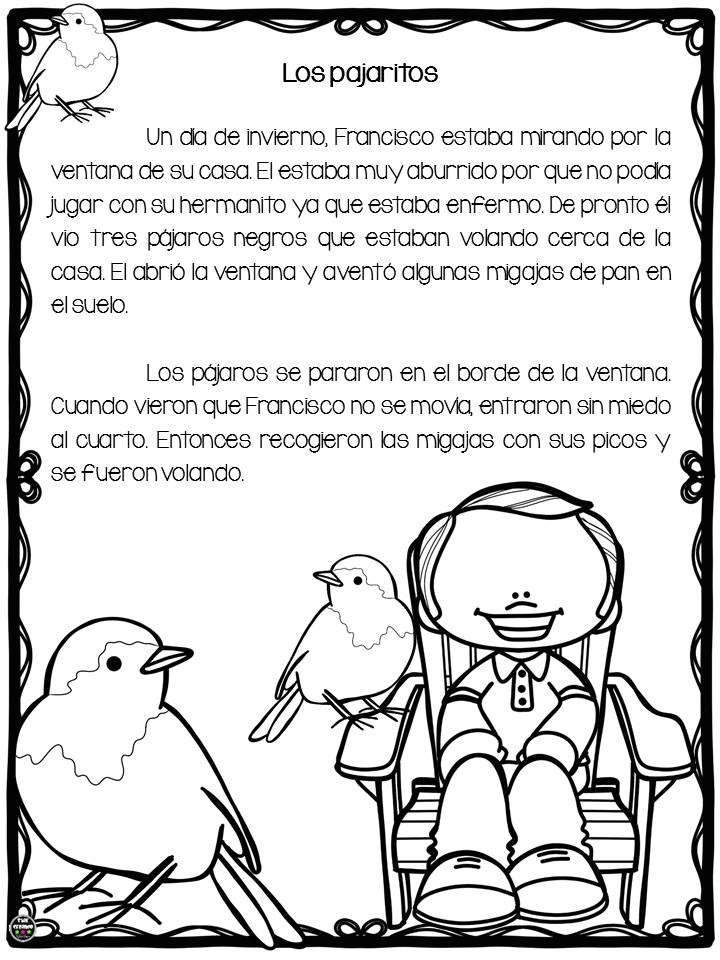 Los pajaritos
Un día de invierno, Francisco estaba mirando por la
ventana de su casa. El estaba muy aburrido por que no podía
jugar con su hermanito ya que estaba enfermo. De pronto él
vio tres pájaros negros que estaban volando cerca de la
casa. El abrió la ventana y aventó algunas migajas de pan en
el suelo.
Los pájaros se pararon en el borde de la ventana.
Cuando vieron que Francisco no se movía, entraron sin miedo
al cuarto. Entonces recogieron las migajas con sus picos y
se fueron volando.